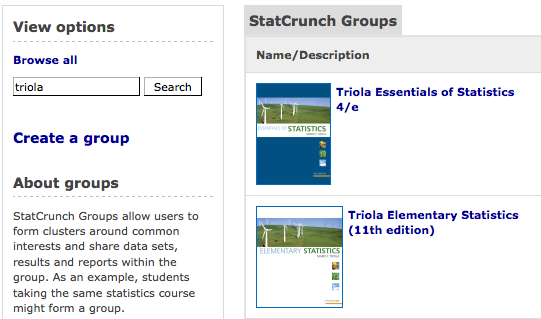 View options
Browse all
triola Search
Create a group
About groups
StatCrunch Groups allow users to
form clusters around common
interests and share data sets,
results and reports within the
group. As an example, students
taking the same statistics course
might form a group.
StatCrunch Groups
Name/Description
ESSENTIALS OF STATISTICS
Triola Essentials of Statistics
4/e
ELEMENTARY STATISTICS
Triola Elementary Statistics
(11th edition)